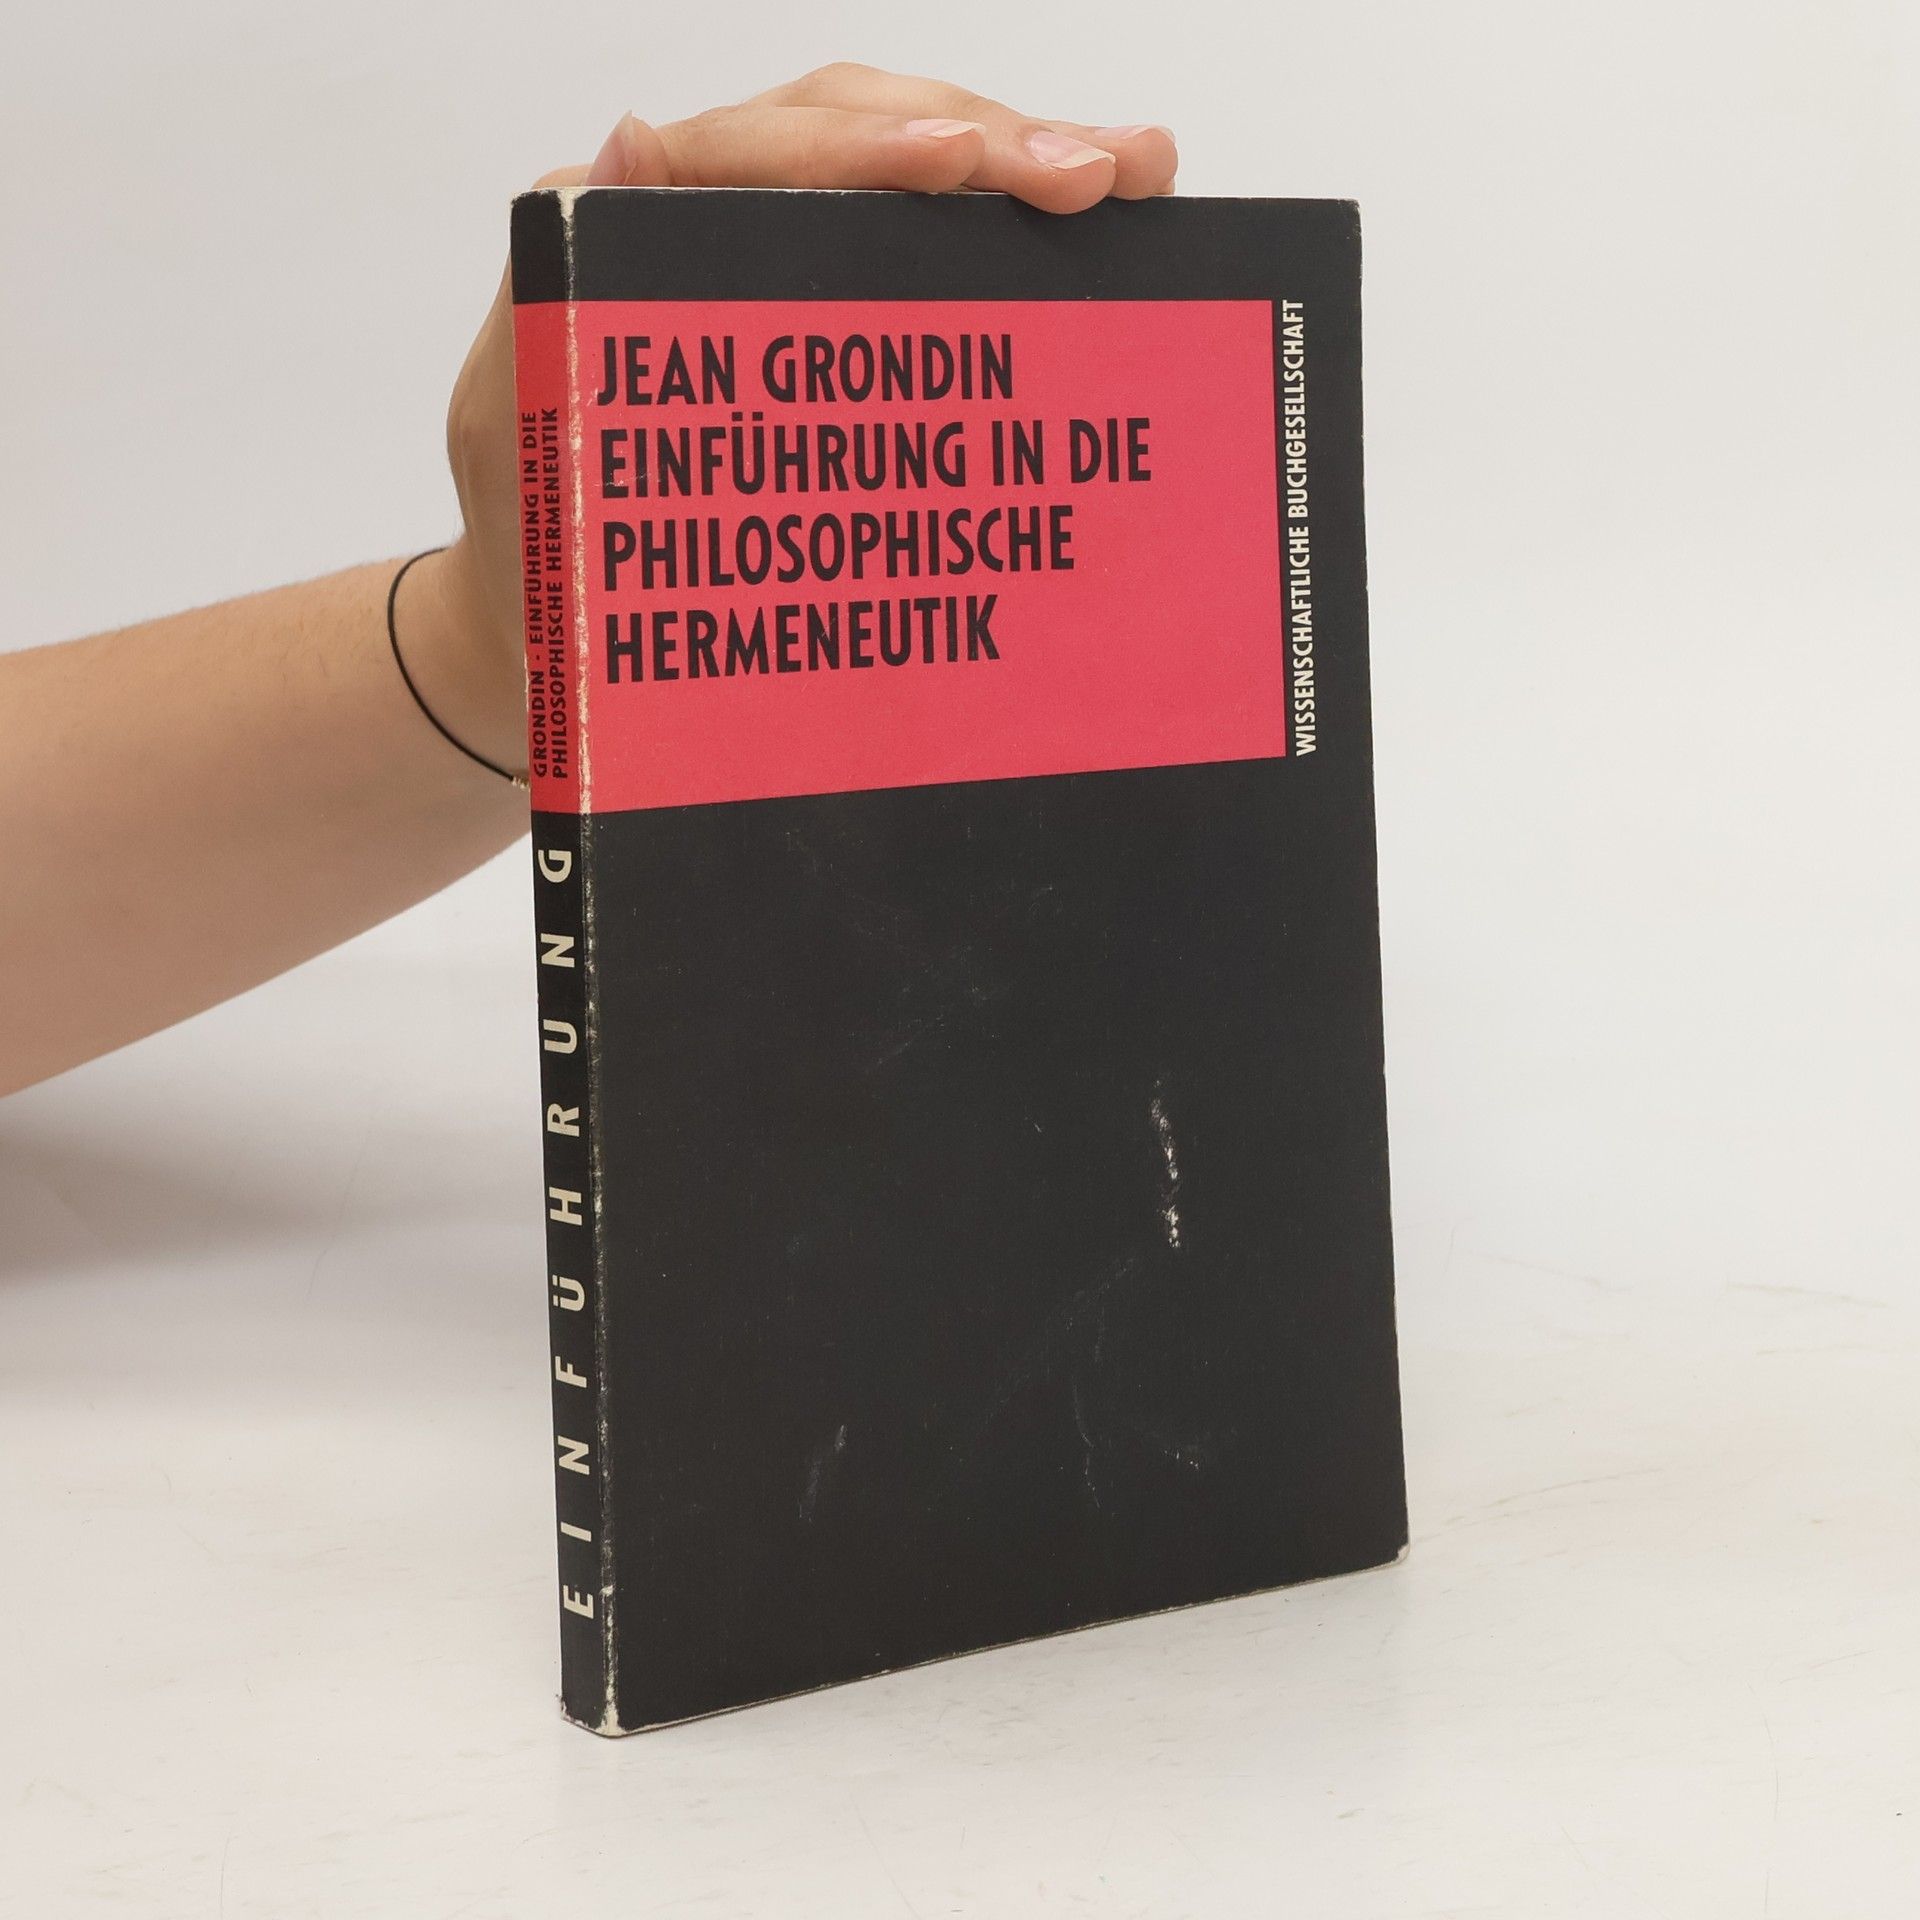 JEAN GRONDIN
EINFÜHRUNG IN DIE
PHILOSOPHISCHE
HERMENEUTIK
WISSENSCHAFTLICHE BUCHGESELLSCHAFT
GRONDIN · EINFÜHRUNG IN DIE
PHILOSOPHISCHE HERMENEUTIK
EINFÜHRUNG